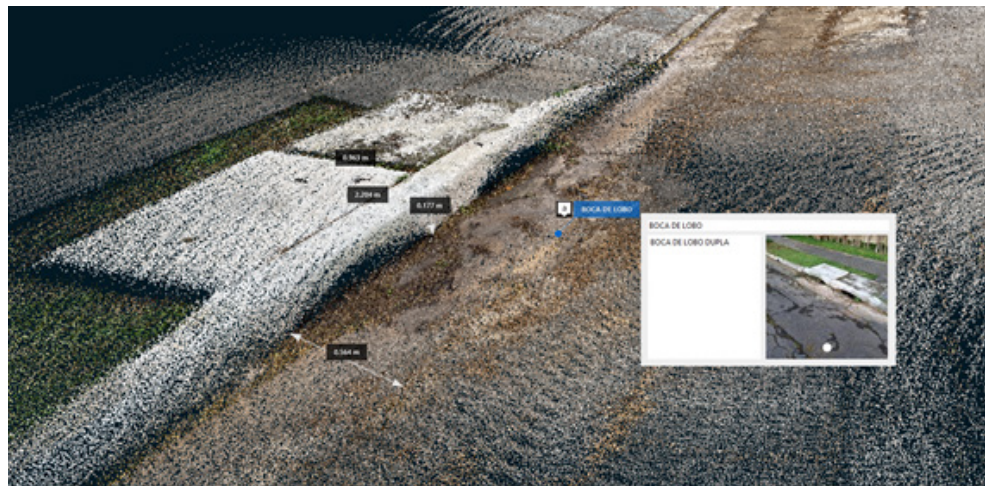 0.963 m
2.204 m
0.177 m
BOCA DE LOBO
BOCA DE LOBO
BOCA DE LOBO DUPLA
0.564 m